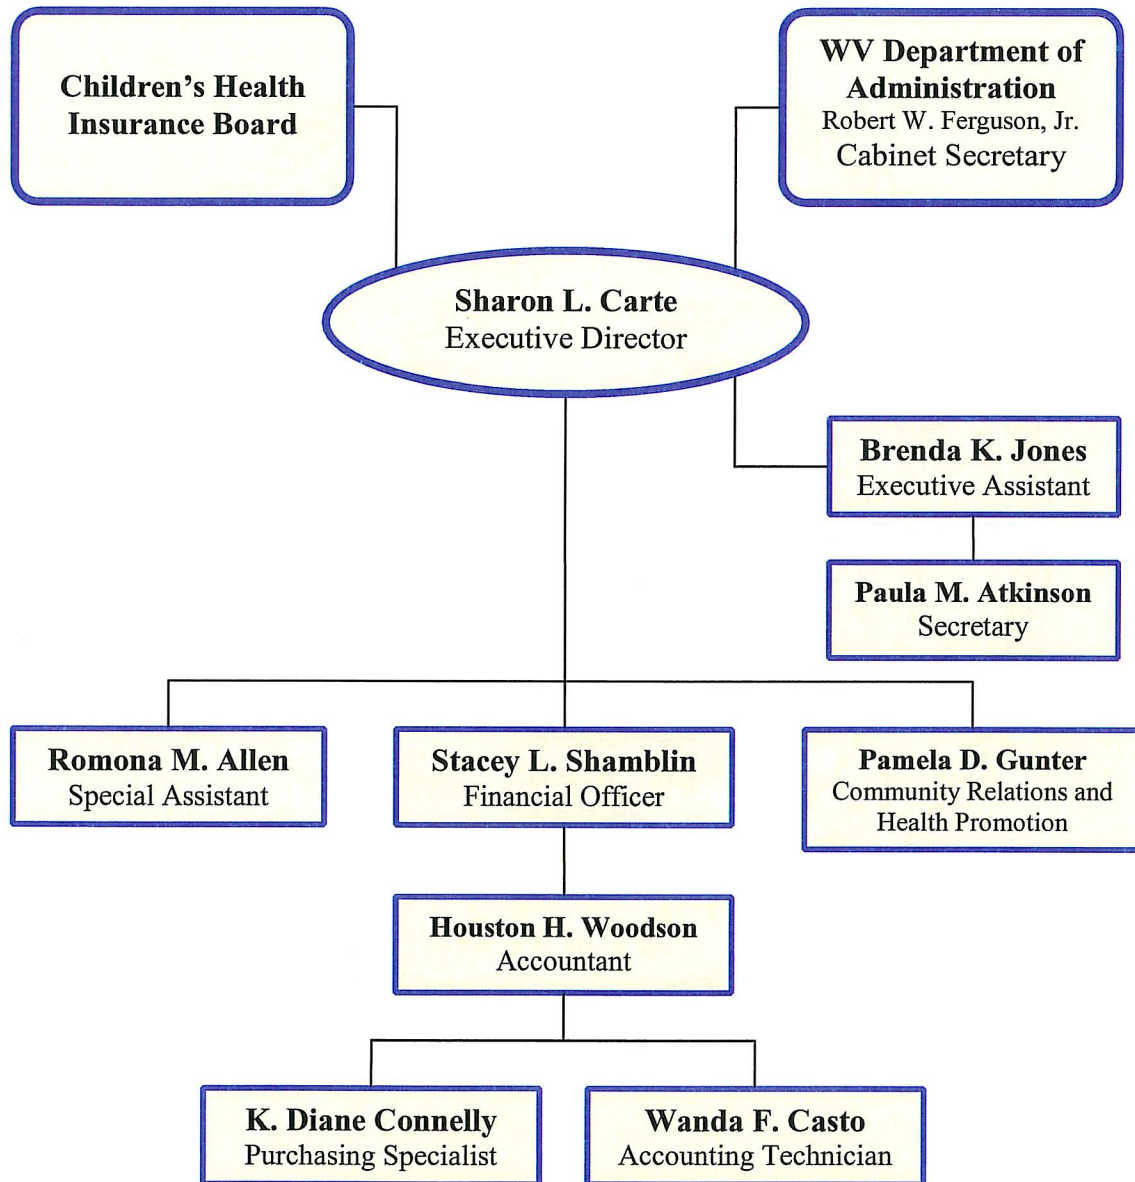 Children's Health
Insurance Board
WV Department of
Administration
Robert W. Ferguson, Jr.
Cabinet Secretary
Sharon L. Carte
Executive Director
Brenda K. Jones
Executive Assistant
Paula M. Atkinson
Secretary
Romona M. Allen
Special Assistant
Stacey L. Shamblin
Financial Officer
Pamela D. Gunter
Community Relations and
Health Promotion
Houston H. Woodson
Accountant
K. Diane Connelly
Purchasing Specialist
Wanda F. Casto
Accounting Technician